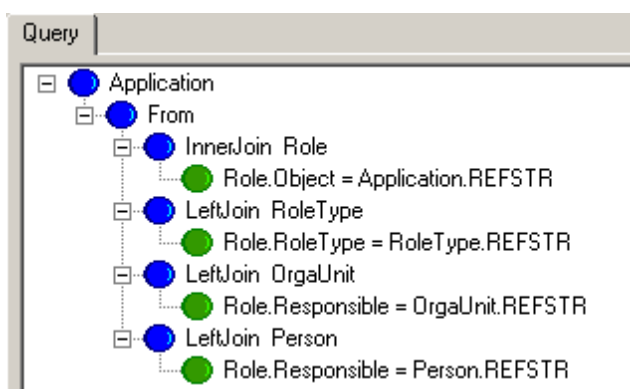 Query
Application
From
InnerJoin Role
Role.Object = Application.REFSTR
LeftJoin RoleType
Role.RoleType = RoleType.REFSTR
LeftJoin OrgaUnit
Role.Responsible = OrgaUnit.REFSTR
LeftJoin Person
Role.Responsible = Person.REFSTR